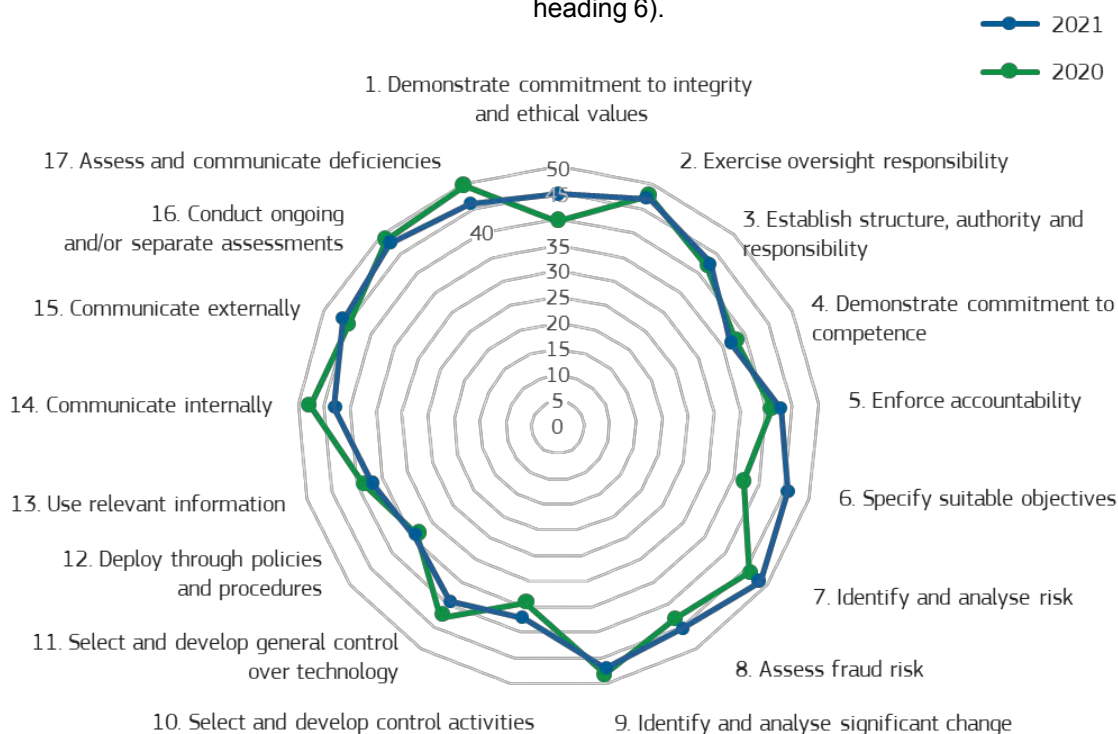 heading 6).
2021
2020
1. Demonstrate commitment to integrity
and ethical values
17. Assess and communicate deficiencies
2. Exercise oversight responsibility
16. Conduct ongoing
and/or separate assessments
3. Establish structure, authority and
responsibility
15. Communicate externally
4. Demonstrate commitment to
competence
14. Communicate internally
5. Enforce accountability
13. Use relevant information
6. Specify suitable objectives
12. Deploy through policies
and procedures
7. Identify and analyse risk
11. Select and develop general control
over technology
8. Assess fraud risk
10. Select and develop control activities
9. Identify and analyse significant change
50
45
40
35
30
25
20
15
10
5
0